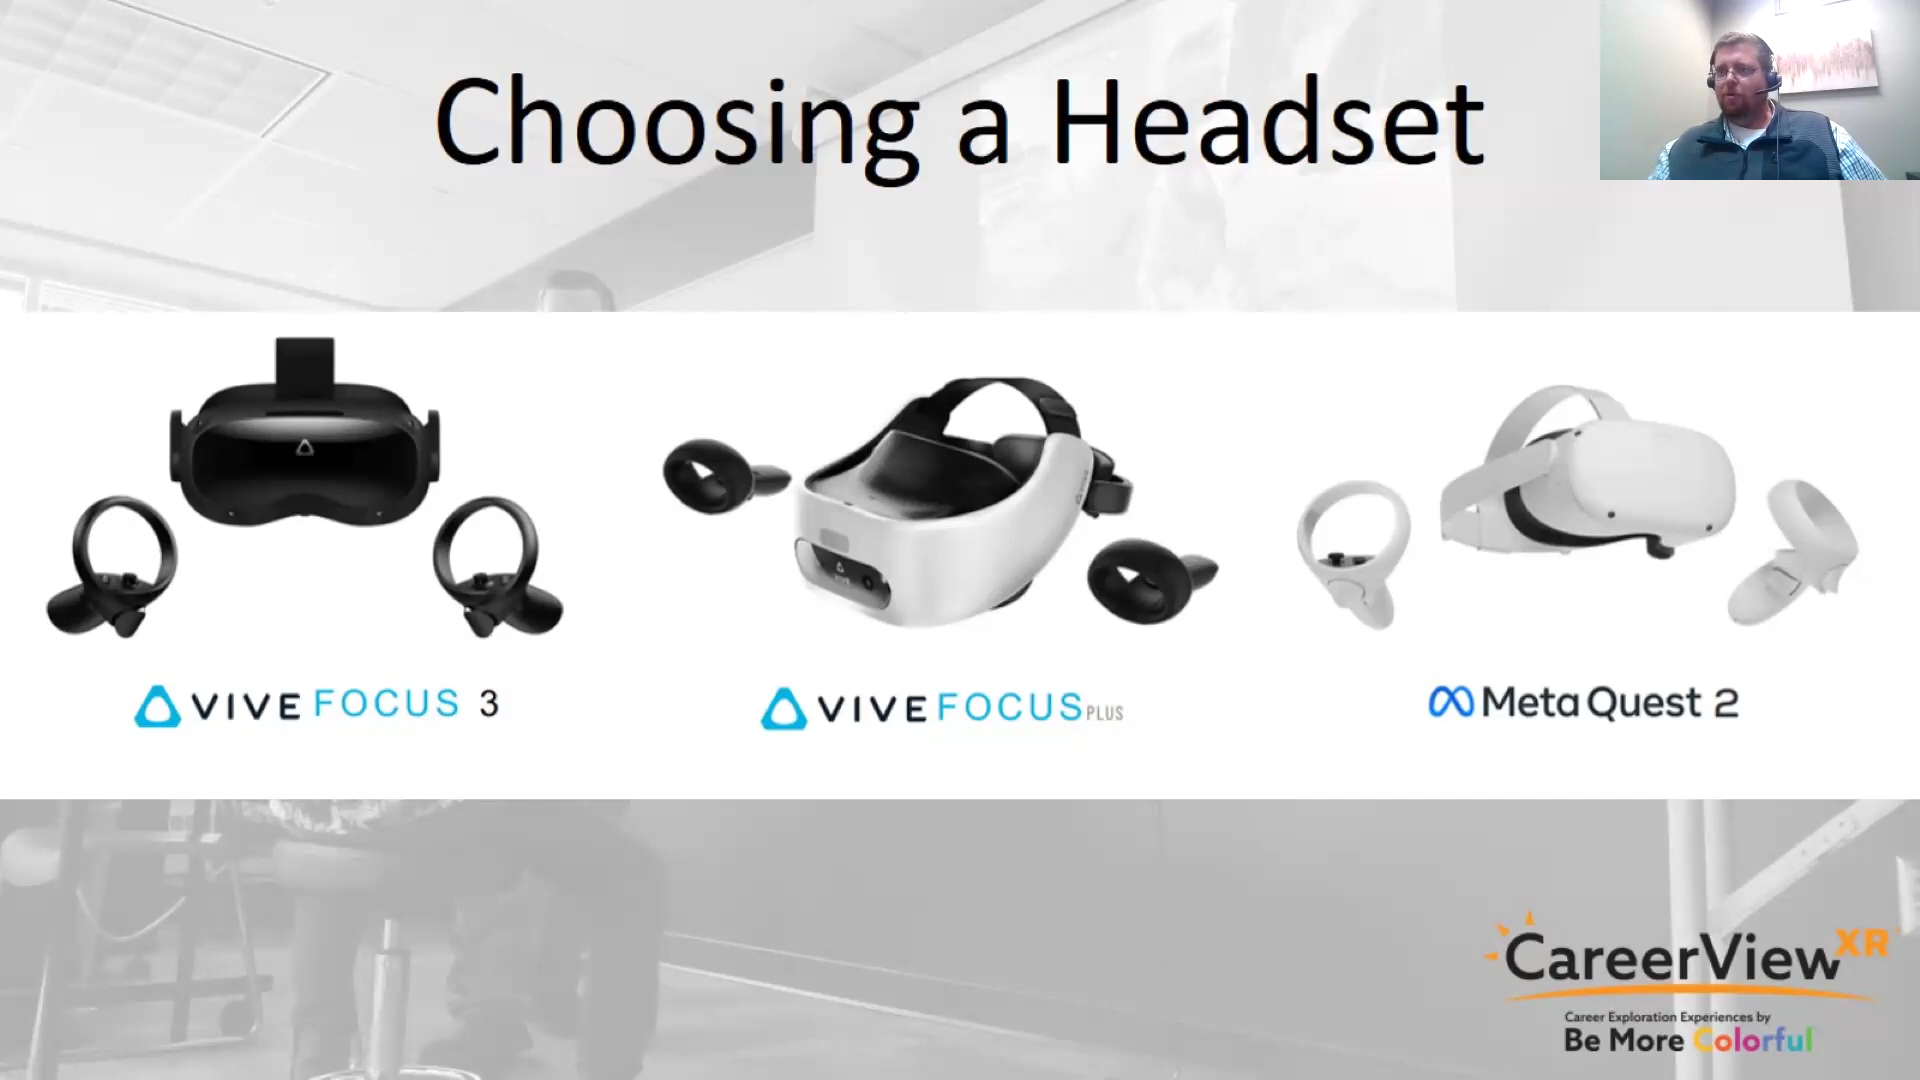 Choosing a Headset
VIVE FOCUS 3
VIVE FOCUS PLUS
Meta Quest 2
CareerView XR
Career Exploration Experiences by
Be More Colorful